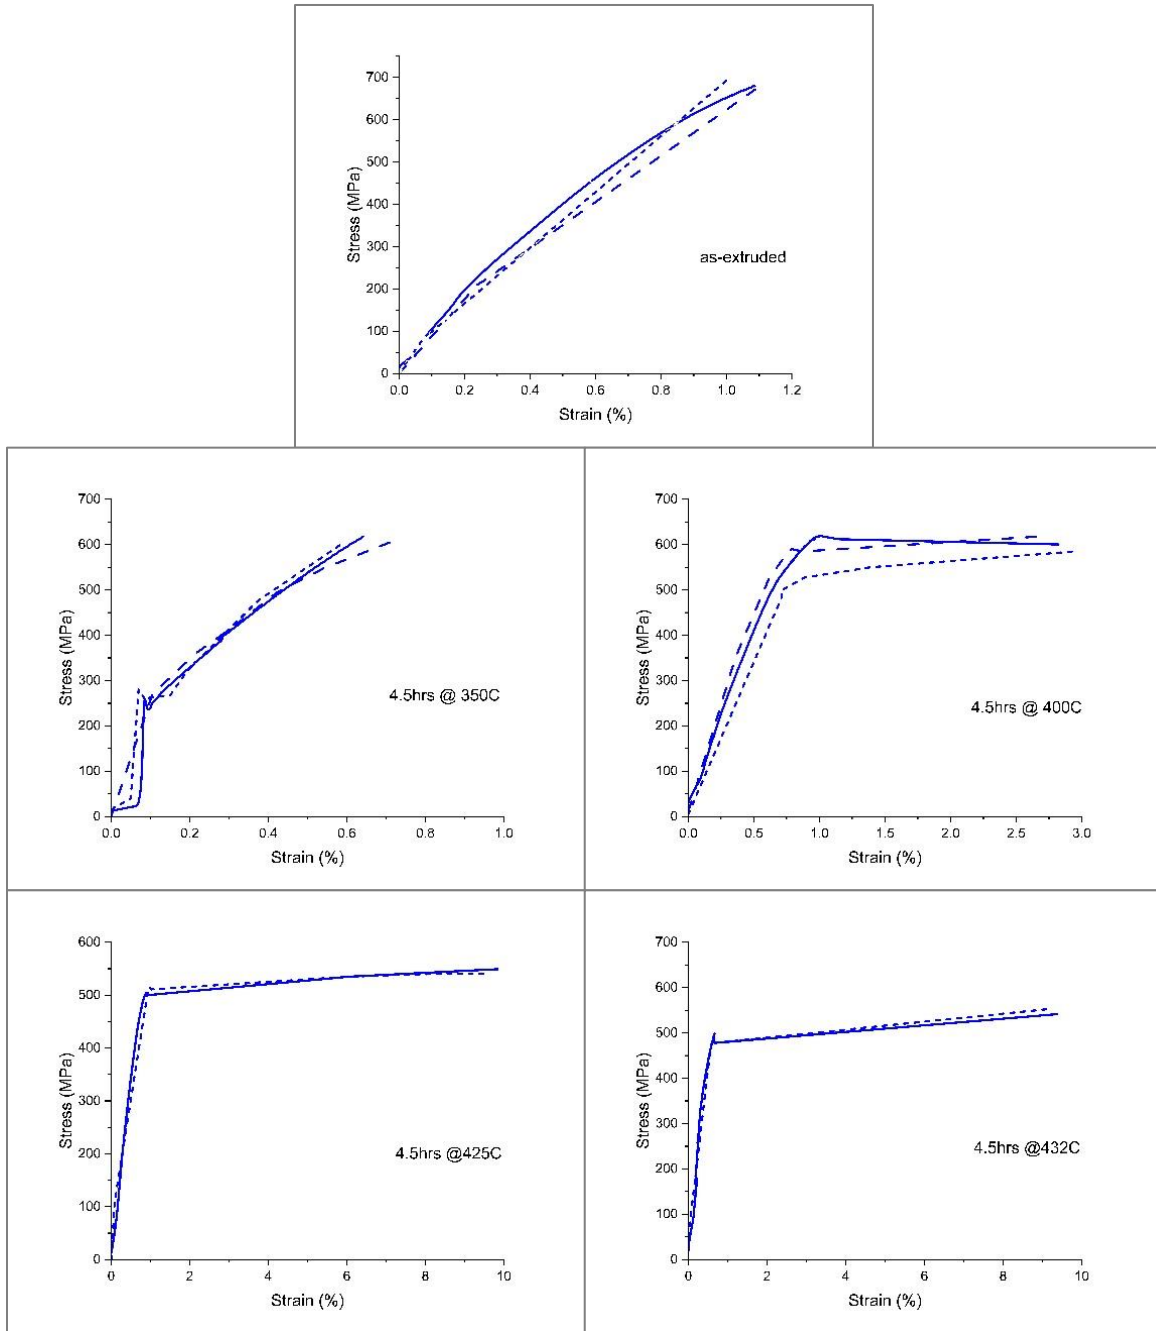 700
600
500
400
300
200
100
0
Stress (MPa)
as-extruded
0.0 0.2 0.4 0.6 0.8 1.0 1.2
Strain (%)
700
600
500
400
300
200
100
0
Stress (MPa)
4.5hrs @ 350C
0.0 0.2 0.4 0.6 0.8 1.0
Strain (%)
700
600
500
400
300
200
100
0
Stress (MPa)
4.5hrs @ 400C
0.0 0.5 1.0 1.5 2.0 2.5 3.0
Strain (%)
600
500
400
300
200
100
0
Stress (MPa)
4.5hrs @425C
0 2 4 6 8 10
Strain (%)
700
600
500
400
300
200
100
0
Stress (MPa)
4.5hrs @432C
0 2 4 6 8 10
Strain (%)